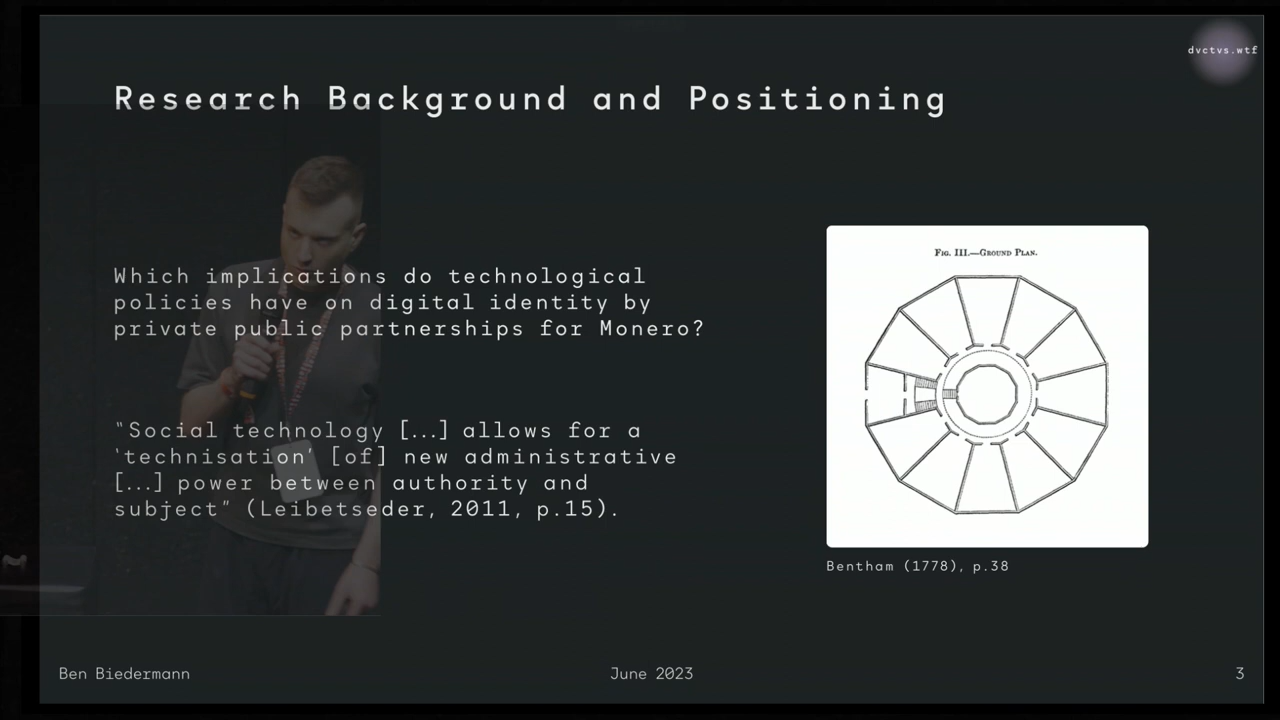 dvctvs.wtf
Research Background and Positioning
Which implications do technological
policies have on digital identity by
private public partnerships for Monero?
"Social technology [...] allows for a
'technisation' [of] new administrative
[...] power between authority and
subject" (Leibetseder, 2011, p.15).
Fig. III.—Ground Plan.
Bentham (1778), p.38
Ben Biedermann
June 2023
3